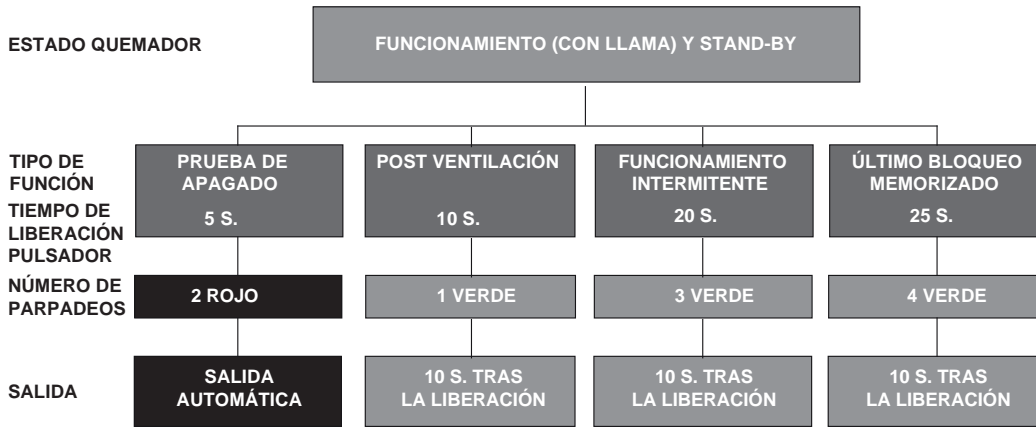 ESTADO QUEMADOR
FUNCIONAMIENTO (CON LLAMA) Y STAND-BY
TIPO DE
FUNCIÓN
PRUEBA DE
APAGADO
POST VENTILACIÓN
FUNCIONAMIENTO
INTERMITENTE
ÚLTIMO BLOQUEO
MEMORIZADO
TIEMPO DE
LIBERACIÓN
PULSADOR
5 S.
10 S.
20 S.
25 S.
NÚMERO DE
PARPADEOS
2 ROJO
1 VERDE
3 VERDE
4 VERDE
SALIDA
SALIDA
AUTOMÁTICA
10 S. TRAS
LA LIBERACIÓN
10 S. TRAS
LA LIBERACIÓN
10 S. TRAS
LA LIBERACIÓN